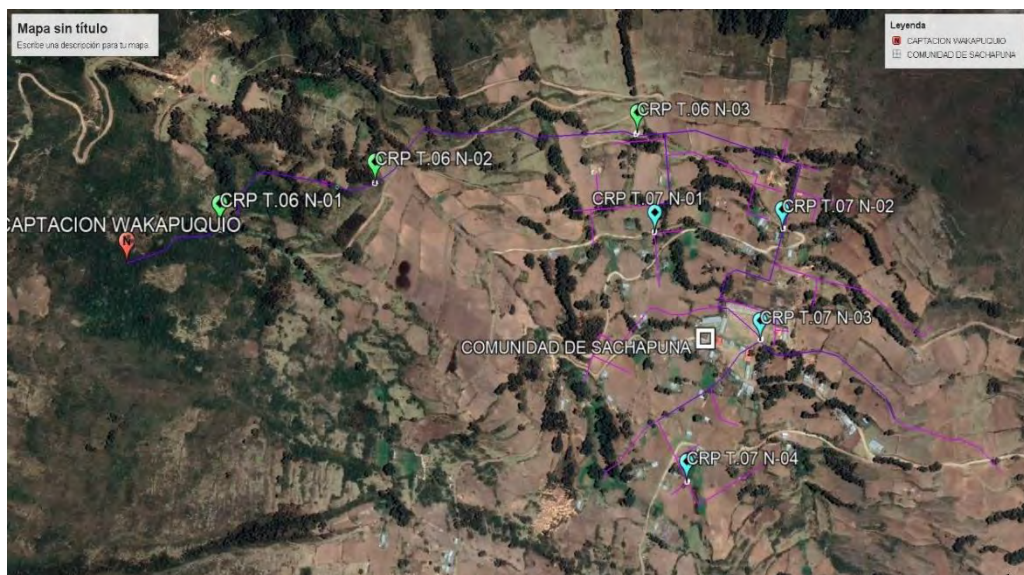 Mapa sin título
Escribe una descripción para tu mapa.
Leyenda
CAPTACION WAKAPUQUIO
COMUNIDAD DE SACHAPUNA
CRP T.06 N-03
CRP T.06 N-02
CRP T.06 N-01
CRP T.07 N-01
CRP T.07 N-02
CAPTACION WAKAPUQUIO
CRP T.07 N-03
COMUNIDAD DE SACHAPUNA
CRP T.07 N-04